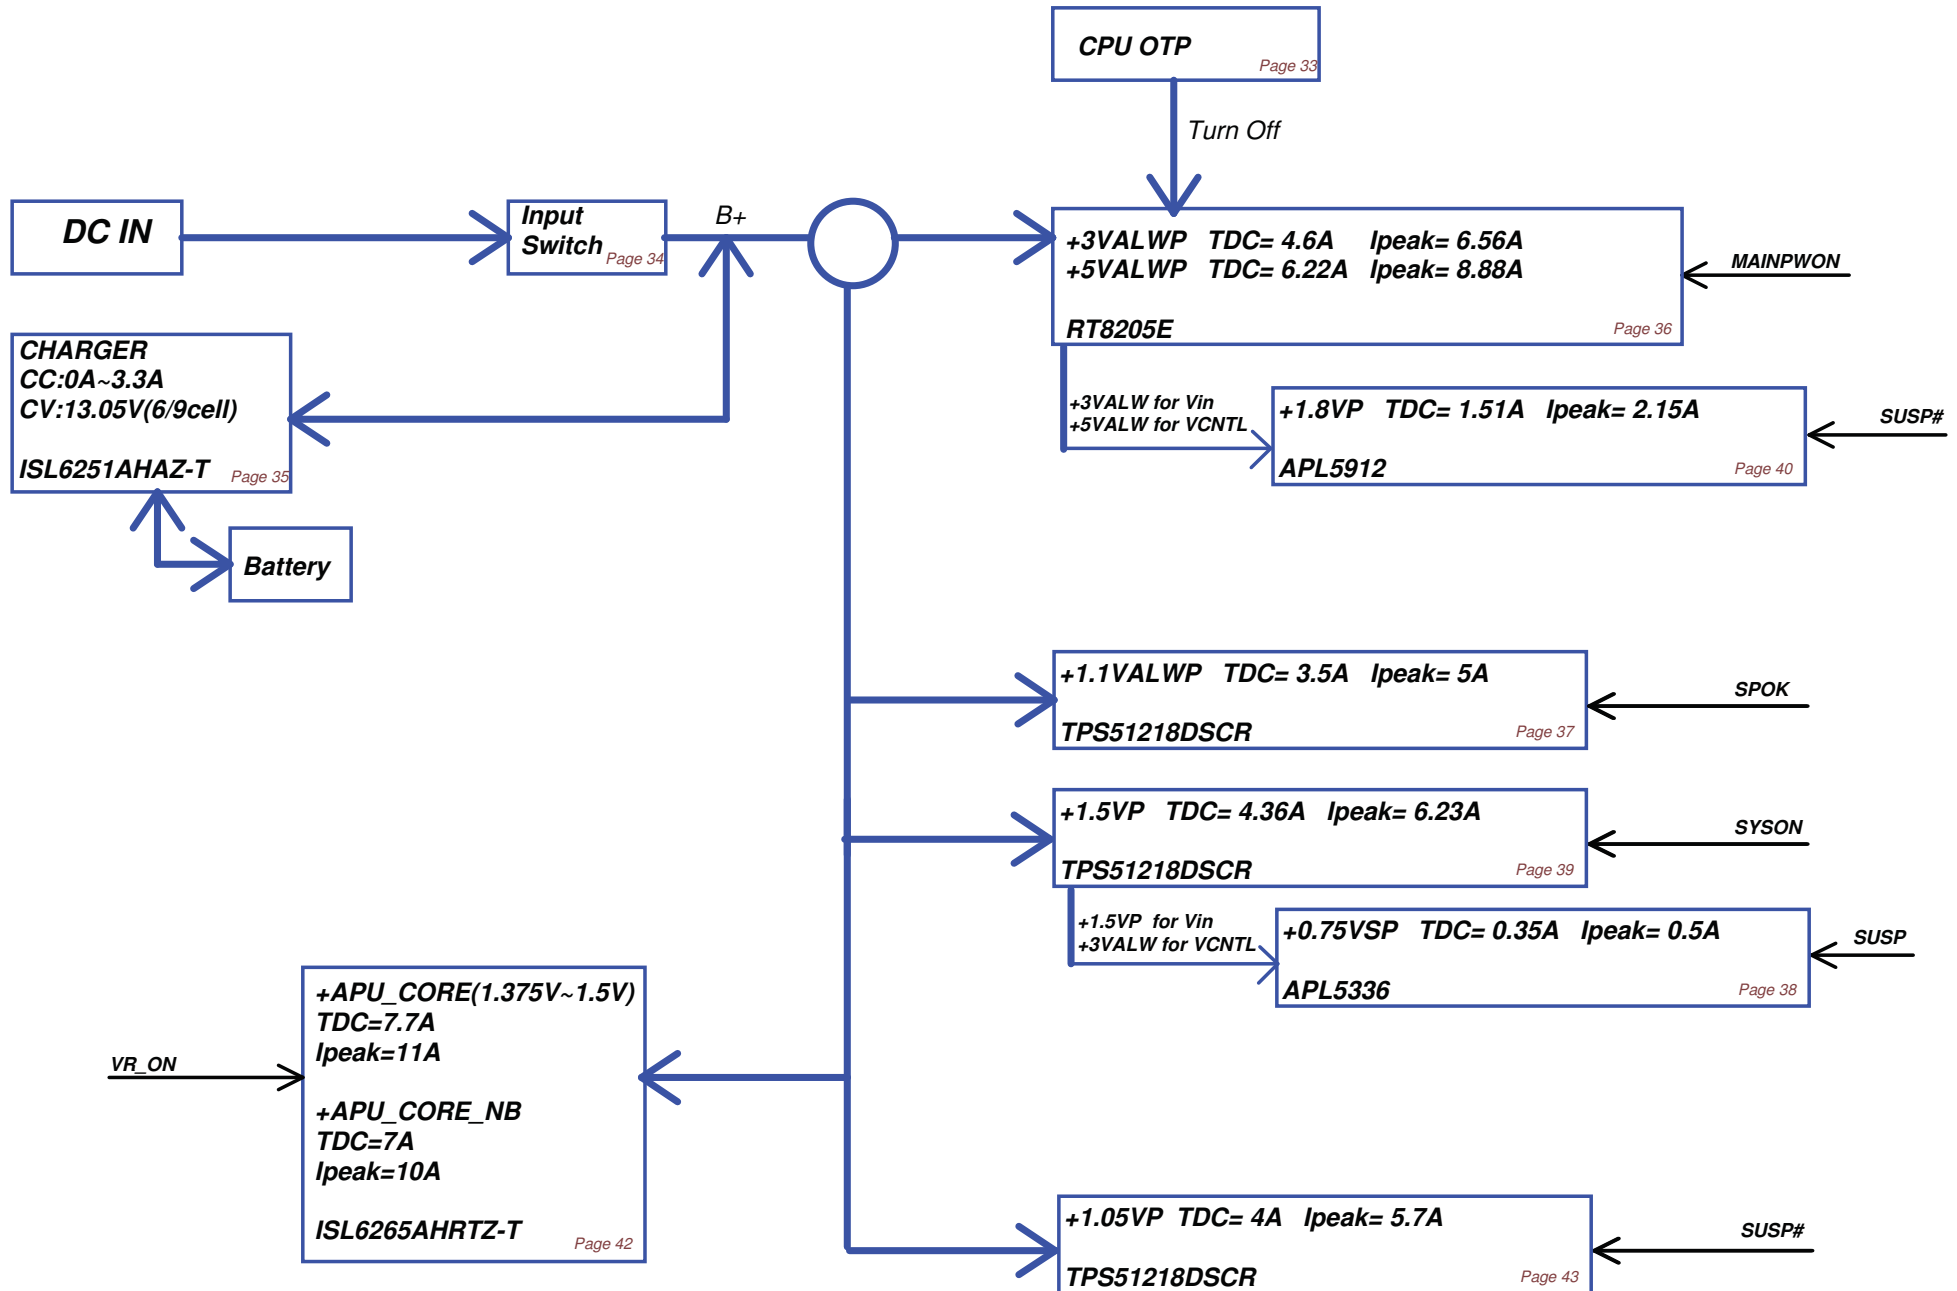 CPU OTP
Page 33
Turn Off
DC IN
Input
Switch
Page 34
B+
+3VALWP TDC= 4.6A Ipeak= 6.56A
+5VALWP TDC= 6.22A Ipeak= 8.88A
RT8205E
Page 36
MAINPWON
CHARGER
CC:0A~3.3A
CV:13.05V(6/9cell)
ISL6251AHAZ-T
Page 35
+3VALW for Vin
+5VALW for VCNTL
+1.8VP TDC= 1.51A Ipeak= 2.15A
APL5912
Page 40
SUSP#
Battery
+1.1VALWP TDC= 3.5A Ipeak= 5A
TPS51218DSCR
Page 37
SPOK
+1.5VP TDC= 4.36A Ipeak= 6.23A
TPS51218DSCR
Page 39
SYSON
+1.5VP for Vin
+3VALW for VCNTL
+0.75VSP TDC= 0.35A Ipeak= 0.5A
APL5336
Page 38
SUSP
VR_ON
+APU_CORE(1.375V~1.5V)
TDC=7.7A
Ipeak=11A
+APU_CORE_NB
TDC=7A
Ipeak=10A
ISL6265AHRTZ-T
Page 42
+1.05VP TDC= 4A Ipeak= 5.7A
TPS51218DSCR
Page 43
SUSP#